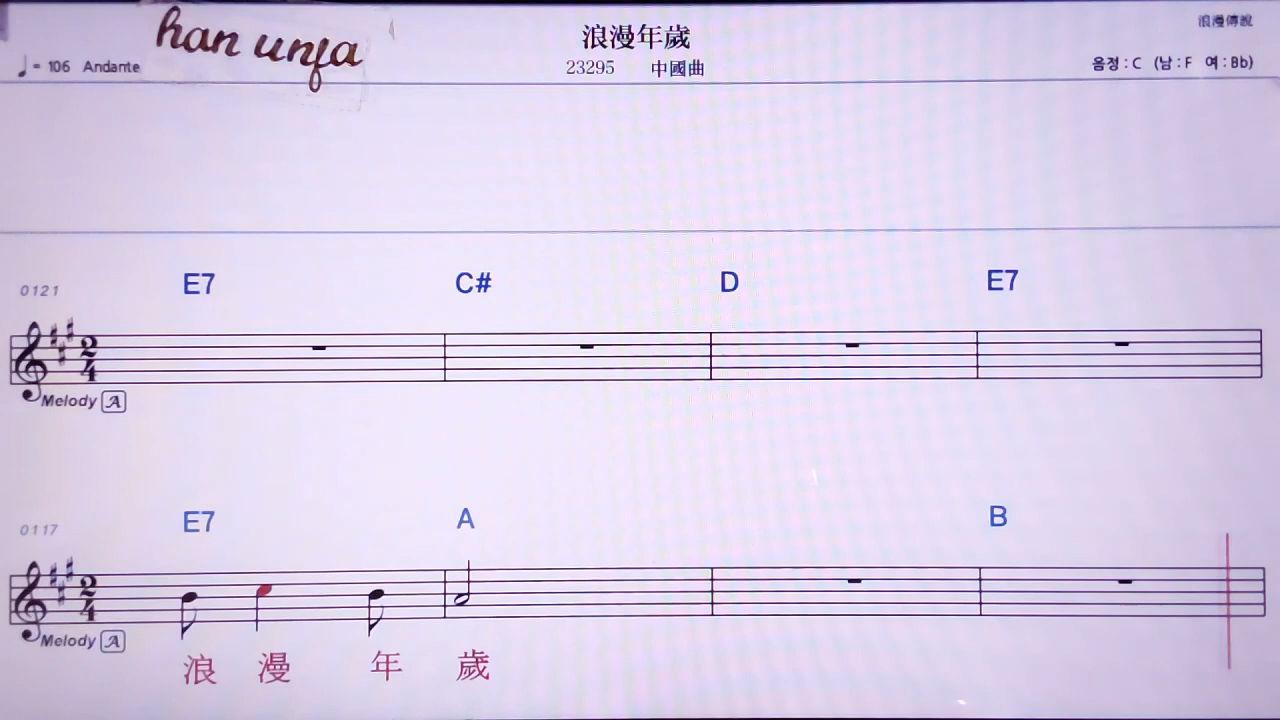 han unfa
浪漫年歲
浪漫傳說
♩= 106 Andante
23295 中國曲
음정 : C (남 : F 여 : Bb)
E7 C# D E7
0121
2/4
Melody A
E7 A B
0117
2/4
Melody A
浪 漫 年 歲